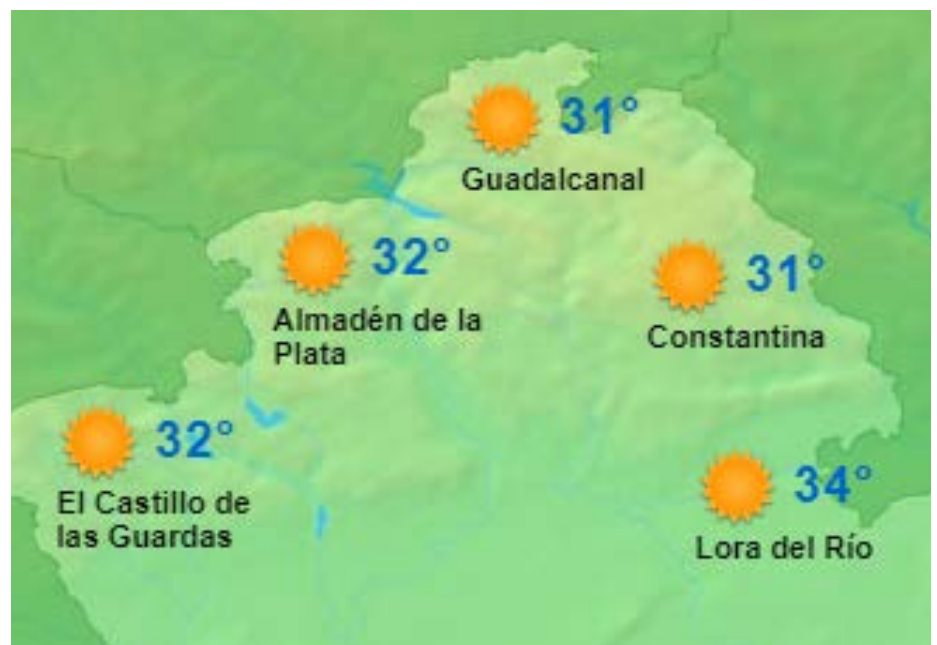 31°
Guadalcanal
32°
Almadén de la
Plata
31°
Constantina
32°
El Castillo de
las Guardas
34°
Lora del Río